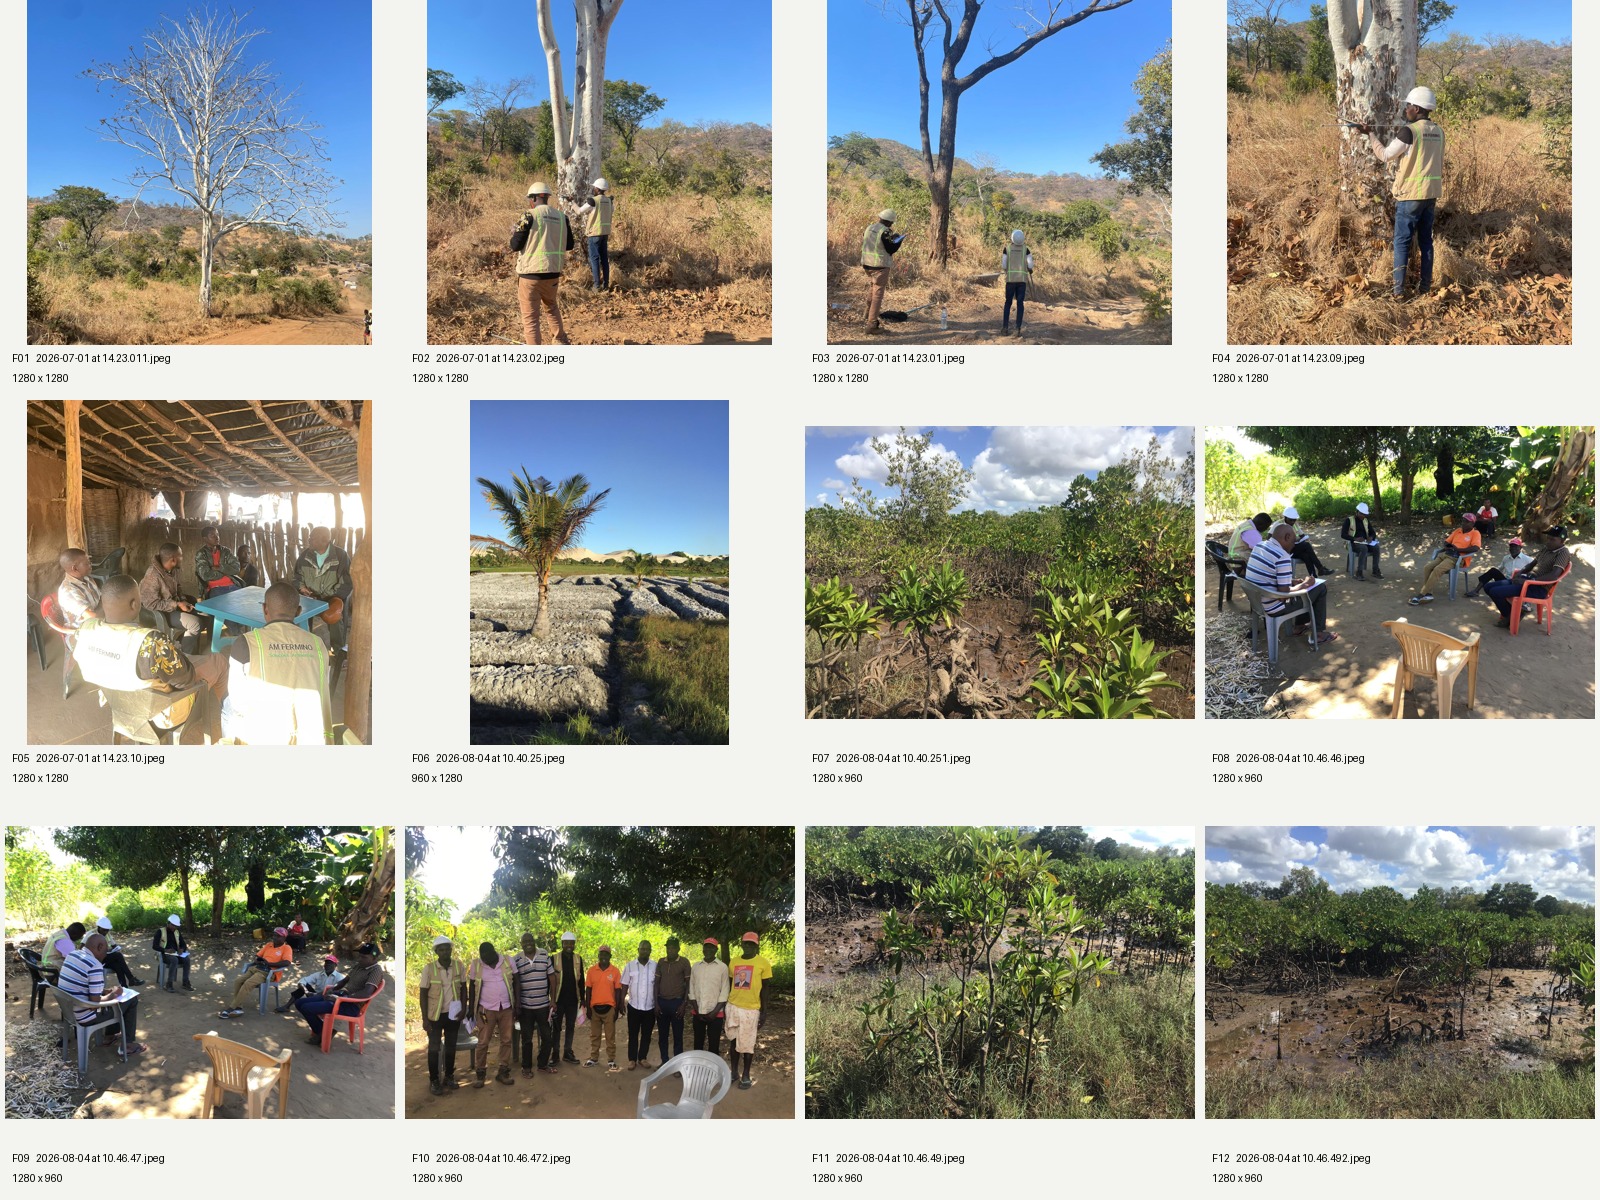 F01 2026-07-01 at 14.23.011.jpeg
1280 x 1280
F02 2026-07-01 at 14.23.02.jpeg
1280 x 1280
F03 2026-07-01 at 14.23.01.jpeg
1280 x 1280
F04 2026-07-01 at 14.23.09.jpeg
1280 x 1280
AM FERMINO
AM FERMINO
F05 2026-07-01 at 14.23.10.jpeg
1280 x 1280
F06 2026-08-04 at 10.40.25.jpeg
960 x 1280
F07 2026-08-04 at 10.40.251.jpeg
1280 x 960
F08 2026-08-04 at 10.46.46.jpeg
1280 x 960
F09 2026-08-04 at 10.46.47.jpeg
1280 x 960
F10 2026-08-04 at 10.46.472.jpeg
1280 x 960
F11 2026-08-04 at 10.46.49.jpeg
1280 x 960
F12 2026-08-04 at 10.46.492.jpeg
1280 x 960